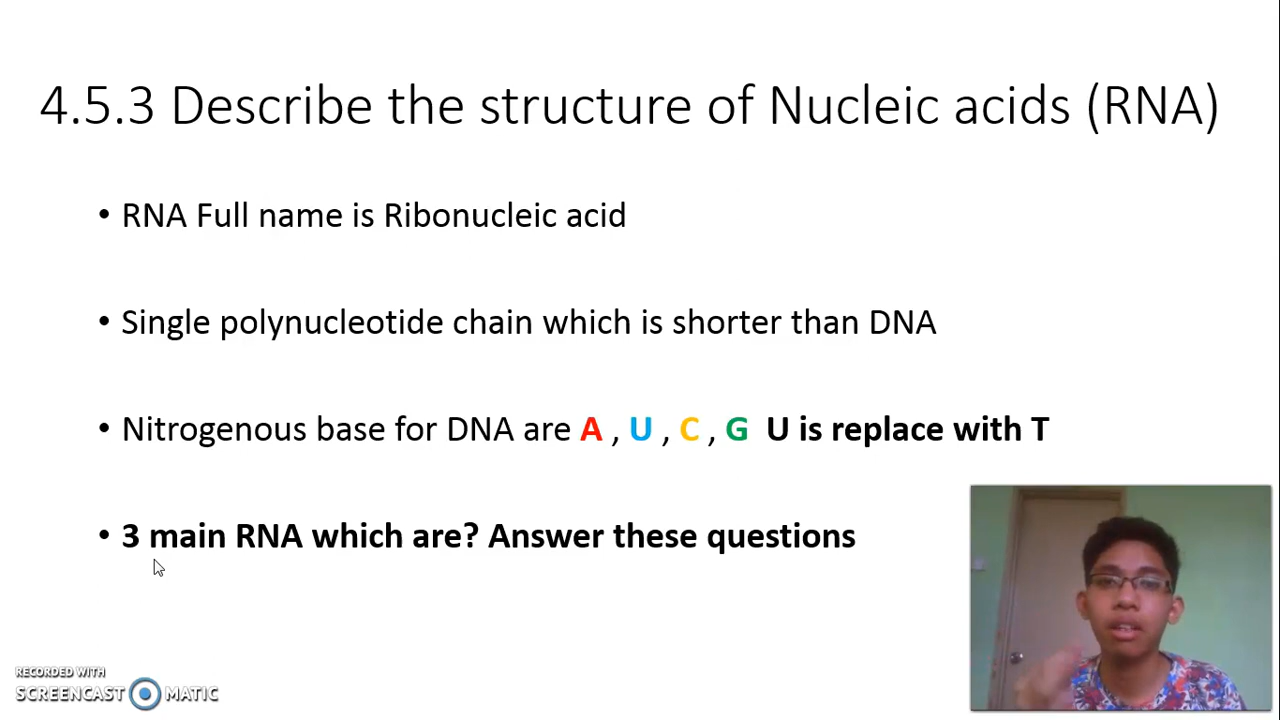 4.5.3 Describe the structure of Nucleic acids (RNA)
• RNA Full name is Ribonucleic acid
• Single polynucleotide chain which is shorter than DNA
• Nitrogenous base for DNA are A , U , C , G U is replace with T
• 3 main RNA which are? Answer these questions
RECORDED WITH
SCREENCAST MATIC